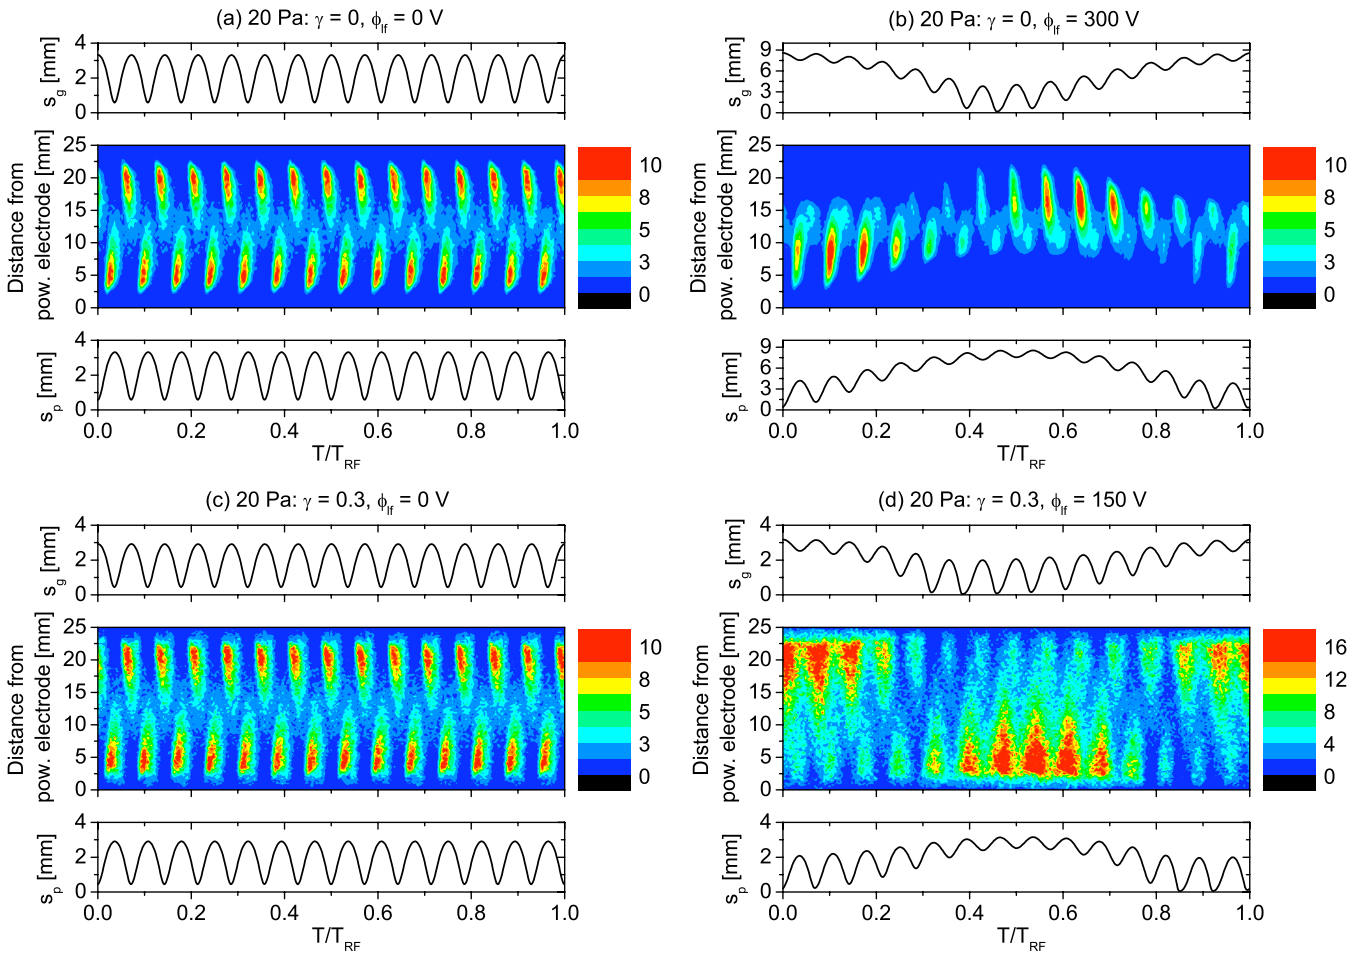 (a) 20 Pa: γ = 0, ϕlf = 0 V
4
2
0
sg [mm]
25
20
15
10
5
0
Distance from
pow. electrode [mm]
10
8
5
3
0
4
2
0
sp [mm]
0.0 0.2 0.4 0.6 0.8 1.0
T/TRF
(b) 20 Pa: γ = 0, ϕlf = 300 V
9
6
3
0
sg [mm]
25
20
15
10
5
0
Distance from
pow. electrode [mm]
10
8
5
3
0
9
6
3
0
sp [mm]
0.0 0.2 0.4 0.6 0.8 1.0
T/TRF
(c) 20 Pa: γ = 0.3, ϕlf = 0 V
4
2
0
sg [mm]
25
20
15
10
5
0
Distance from
pow. electrode [mm]
10
8
5
3
0
4
2
0
sp [mm]
0.0 0.2 0.4 0.6 0.8 1.0
T/TRF
(d) 20 Pa: γ = 0.3, ϕlf = 150 V
4
2
0
sg [mm]
25
20
15
10
5
0
Distance from
pow. electrode [mm]
16
12
8
4
0
4
2
0
sp [mm]
0.0 0.2 0.4 0.6 0.8 1.0
T/TRF